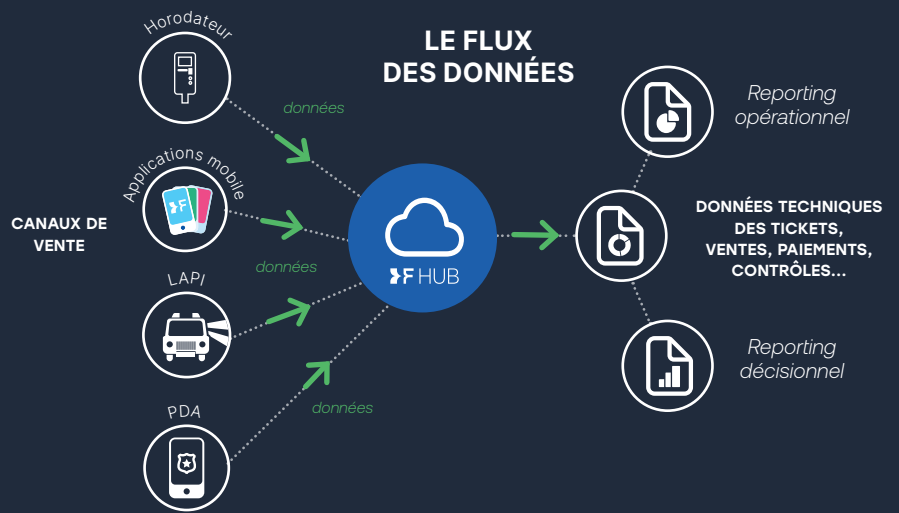 LE FLUX
DES DONNÉES
Horodateur
données
Applications mobile
CANAUX DE
VENTE
données
LAPI
PDA
données
F HUB
Reporting
opérationnel
DONNÉES TECHNIQUES
DES TICKETS,
VENTES, PAIEMENTS,
CONTRÔLES...
Reporting
décisionnel
F